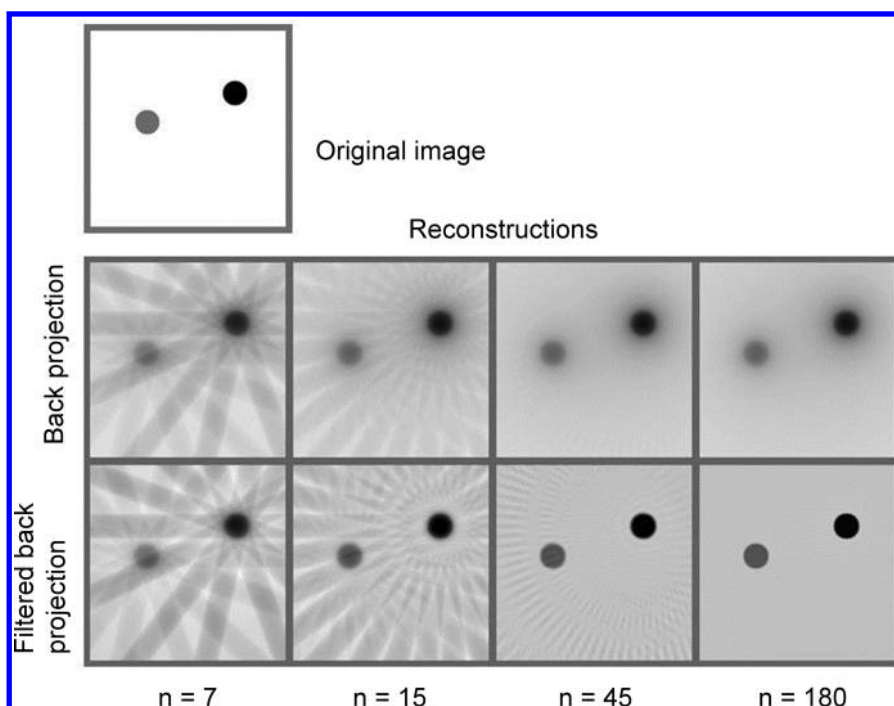 Original image
Reconstructions
Back projection
Filtered back
projection
n = 7
n = 15
n = 45
n = 180